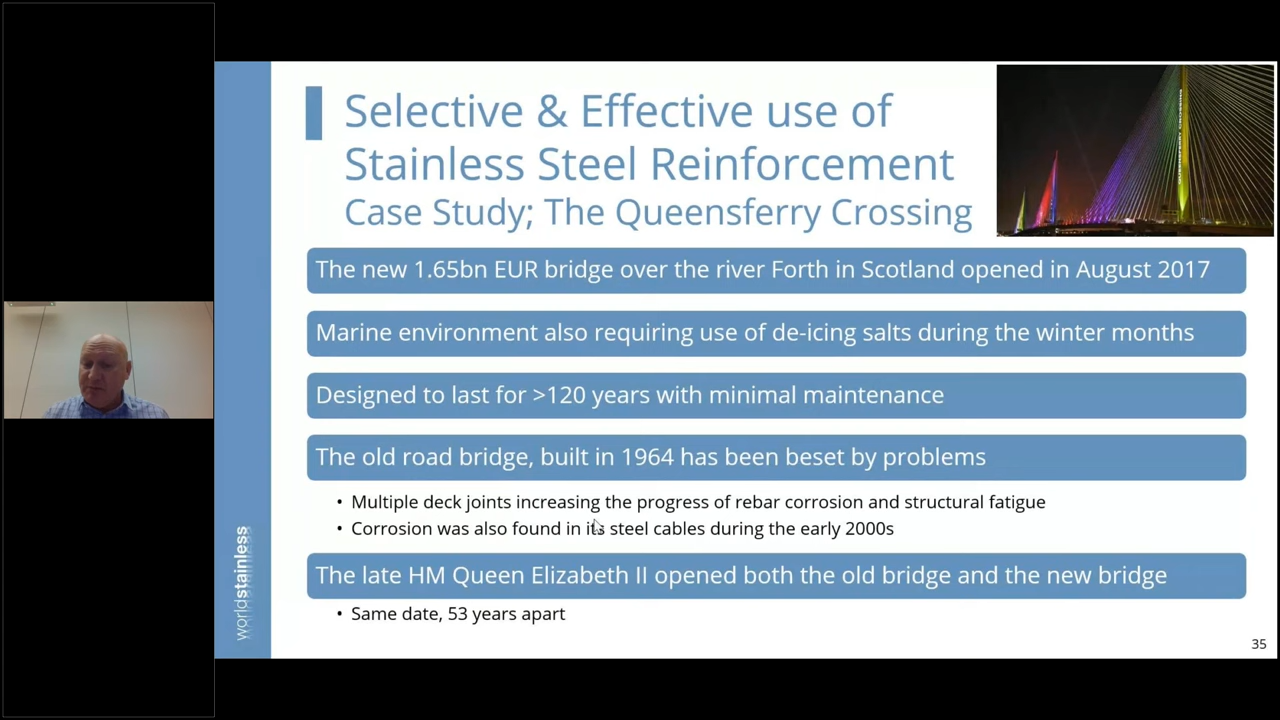 Selective & Effective use of
Stainless Steel Reinforcement
Case Study; The Queensferry Crossing
QUEENSFERRY CROSSING
The new 1.65bn EUR bridge over the river Forth in Scotland opened in August 2017
Marine environment also requiring use of de-icing salts during the winter months
Designed to last for >120 years with minimal maintenance
The old road bridge, built in 1964 has been beset by problems
• Multiple deck joints increasing the progress of rebar corrosion and structural fatigue
• Corrosion was also found in its steel cables during the early 2000s
The late HM Queen Elizabeth II opened both the old bridge and the new bridge
• Same date, 53 years apart
worldstainless
35